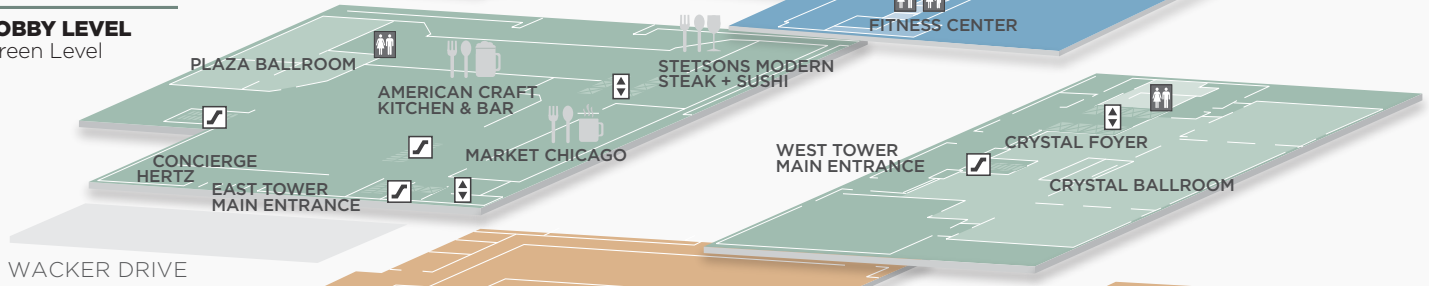 OBBY LEVEL
reen Level
FITNESS CENTER
PLAZA BALLROOM
STETSONS MODERN
STEAK + SUSHI
AMERICAN CRAFT
KITCHEN & BAR
MARKET CHICAGO
CONCIERGE
HERTZ
EAST TOWER
MAIN ENTRANCE
WEST TOWER
MAIN ENTRANCE
CRYSTAL FOYER
CRYSTAL BALLROOM
WACKER DRIVE